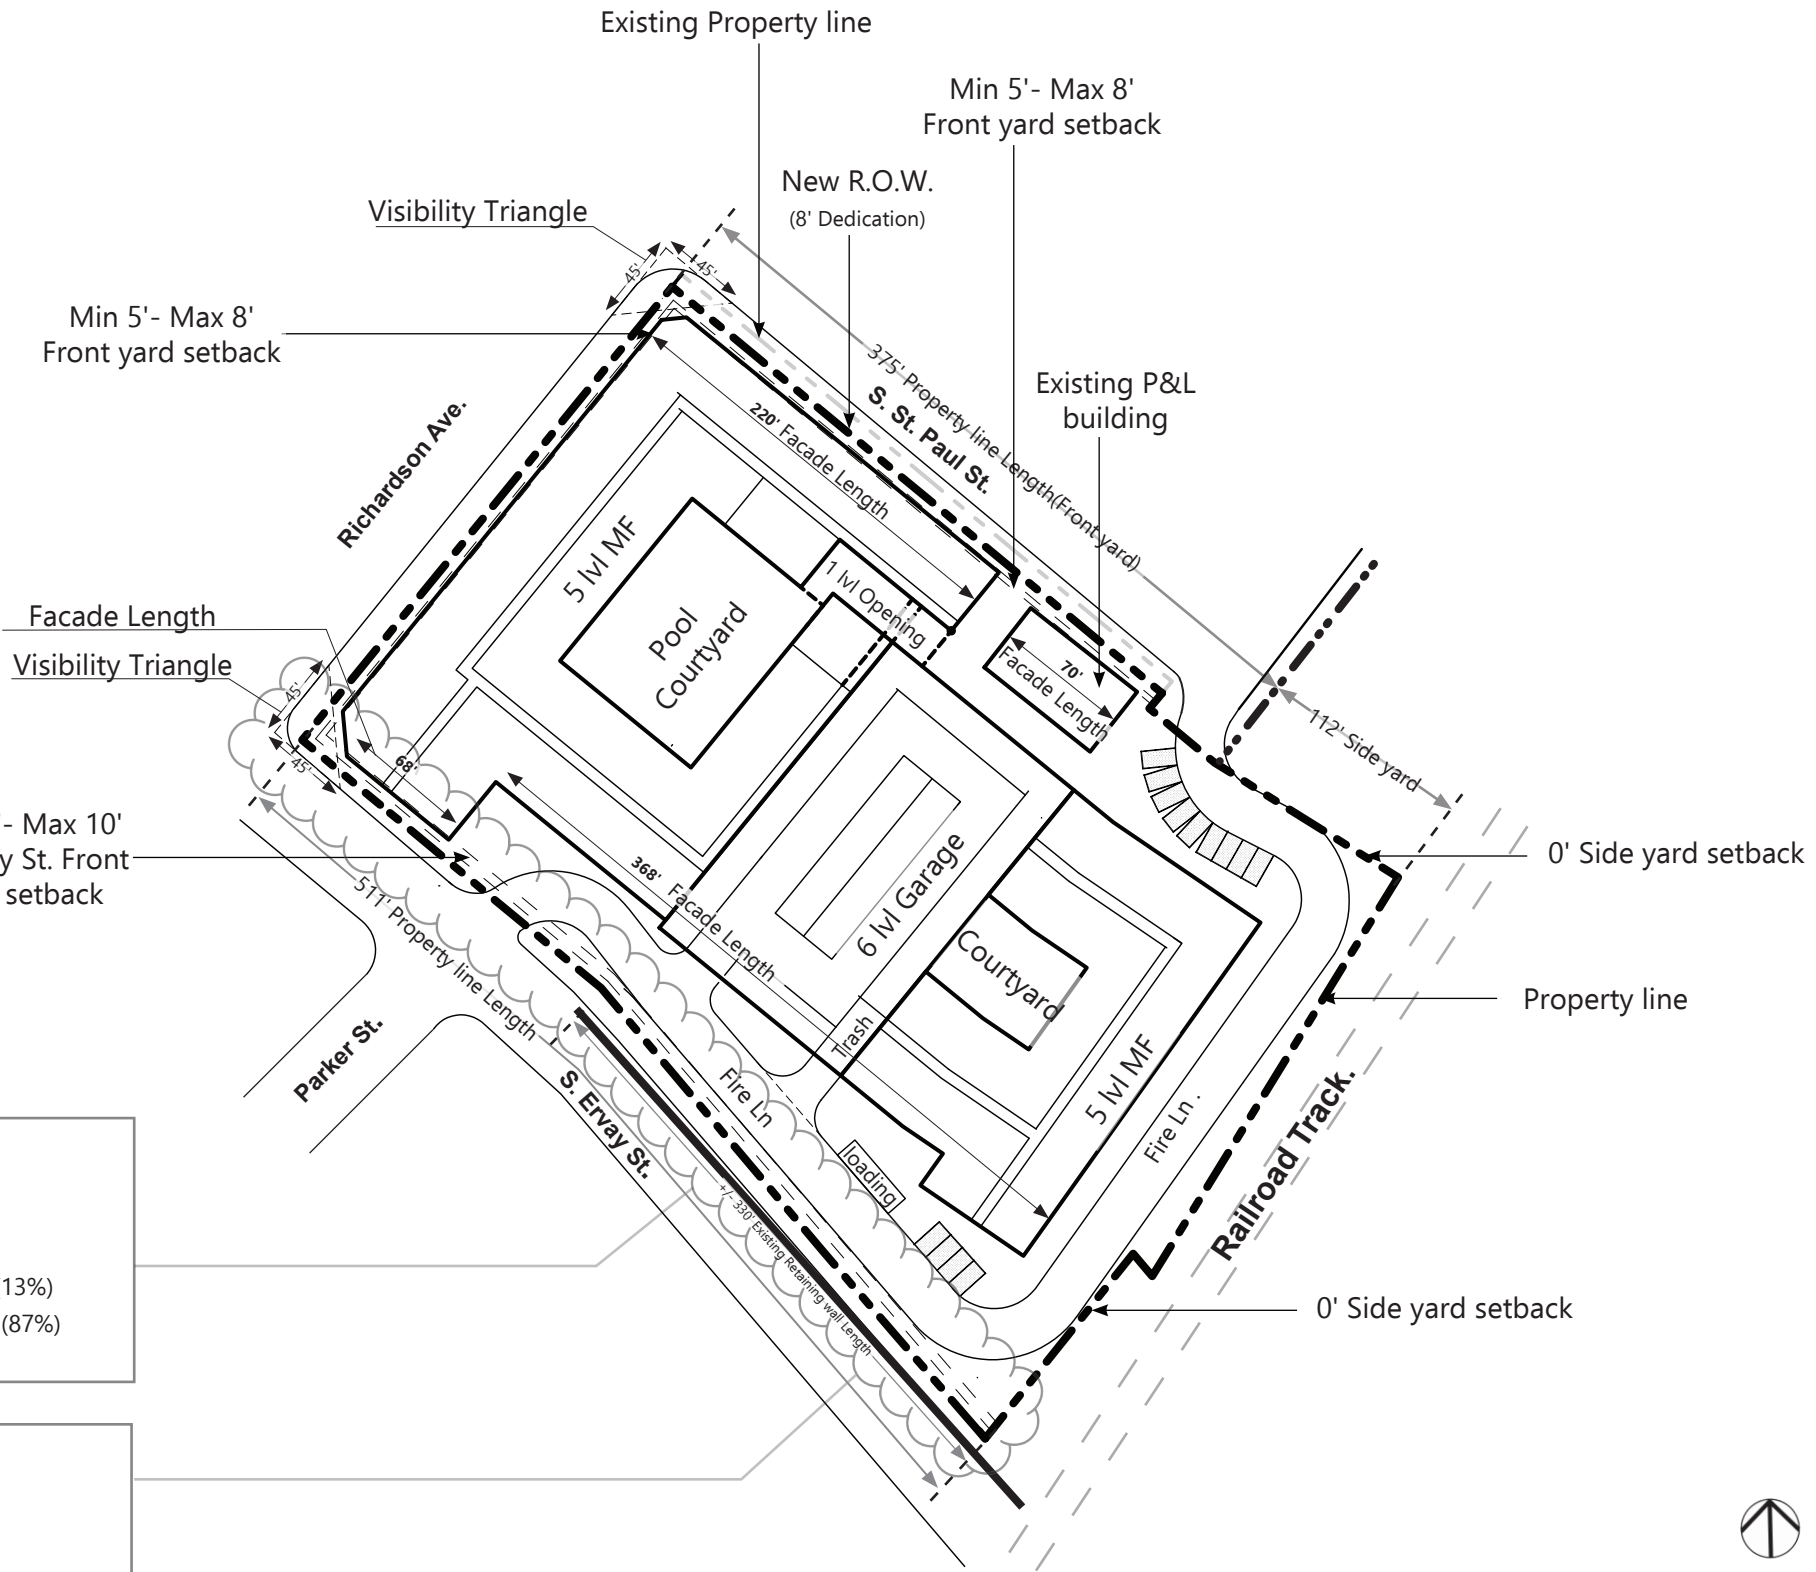 Existing Property line
Min 5'- Max 8'
Front yard setback
New R.O.W.
(8' Dedication)
Visibility Triangle
45'
45'
Min 5'- Max 8'
Front yard setback
375' Property line Length(Front yard)
S. St. Paul St.
Existing P&L
building
220' Facade Length
Richardson Ave.
5 lvl MF
1 lvl Opening
Pool
Courtyard
70'
Facade Length
Facade Length
Visibility Triangle
45'
45'
68'
112' Side yard
'- Max 10'
y St. Front
setback
0' Side yard setback
368' Facade Length
6 lvl Garage
Courtyard
511' Property line Length
Property line
Trash
Parker St.
S. Ervay St.
Fire Ln
5 lvl MF
Fire Ln .
Railroad Track.
loading
+/- 330' Existing Retaining wall Length
13%)
(87%)
0' Side yard setback